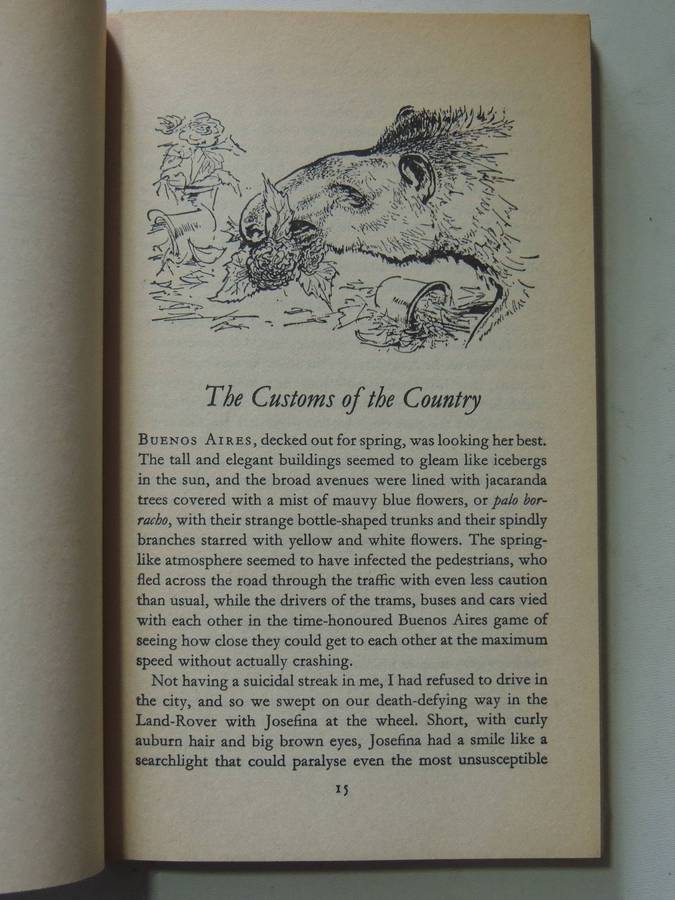 The Customs of the Country
BUENOS AIRES, decked out for spring, was looking her best.
The tall and elegant buildings seemed to gleam like icebergs
in the sun, and the broad avenues were lined with jacaranda
trees covered with a mist of mauvy blue flowers, or palo bor-
racho, with their strange bottle-shaped trunks and their spindly
branches starred with yellow and white flowers. The spring-
like atmosphere seemed to have infected the pedestrians, who
fled across the road through the traffic with even less caution
than usual, while the drivers of the trams, buses and cars vied
with each other in the time-honoured Buenos Aires game of
seeing how close they could get to each other at the maximum
speed without actually crashing.
Not having a suicidal streak in me, I had refused to drive in
the city, and so we swept on our death-defying way in the
Land-Rover with Josefina at the wheel. Short, with curly
auburn hair and big brown eyes, Josefina had a smile like a
searchlight that could paralyse even the most unsusceptible
15